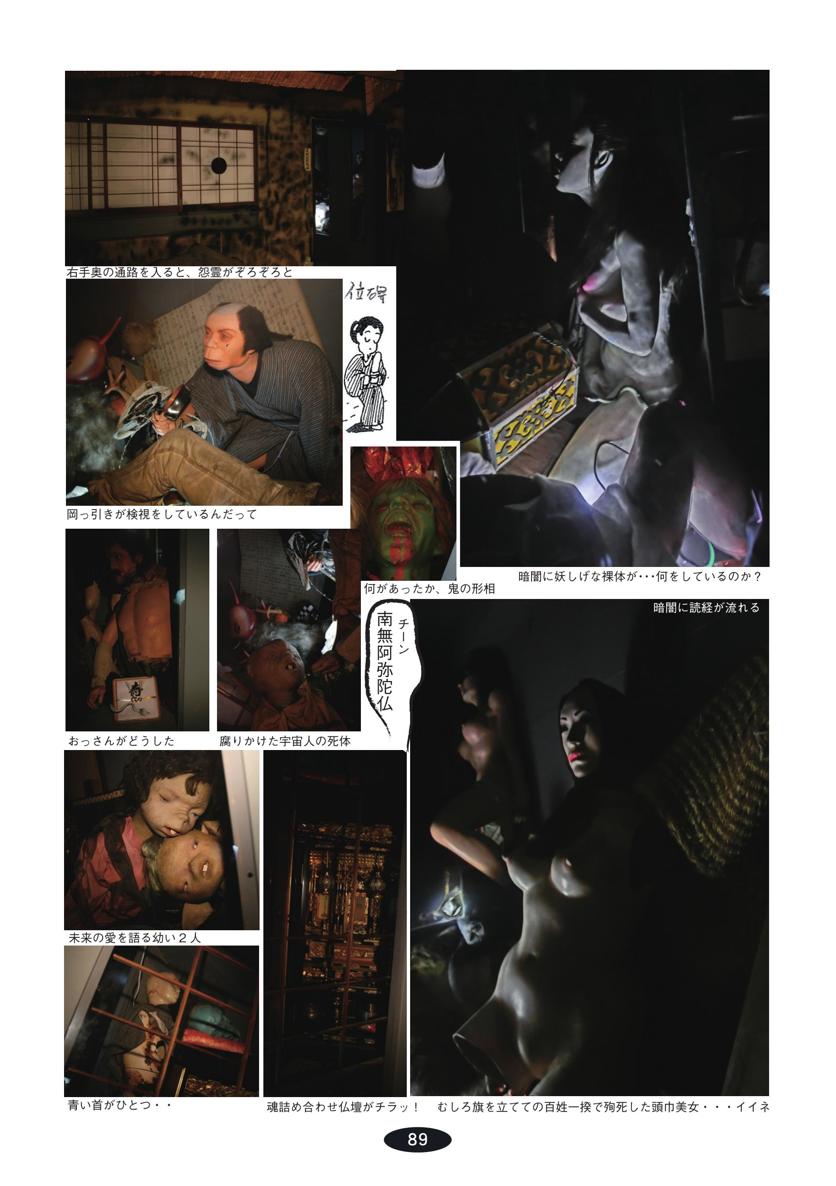 右手奥の通路を入ると、怨霊がぞろぞろと
岡っ引きが検視をしているんだって
何があったか、鬼の形相
暗闇に妖しげな裸体が・・・何をしているのか?
暗闇に読経が流れる
チーン
南無阿弥陀仏
寿
おっさんがどうした
腐りかけた宇宙人の死体
未来の愛を語る幼い2人
青い首がひとつ・・
魂詰め合わせ仏壇がチラッ!
むしろ旗を立てての百姓一揆で殉死した頭巾美女・・・イイネ
89